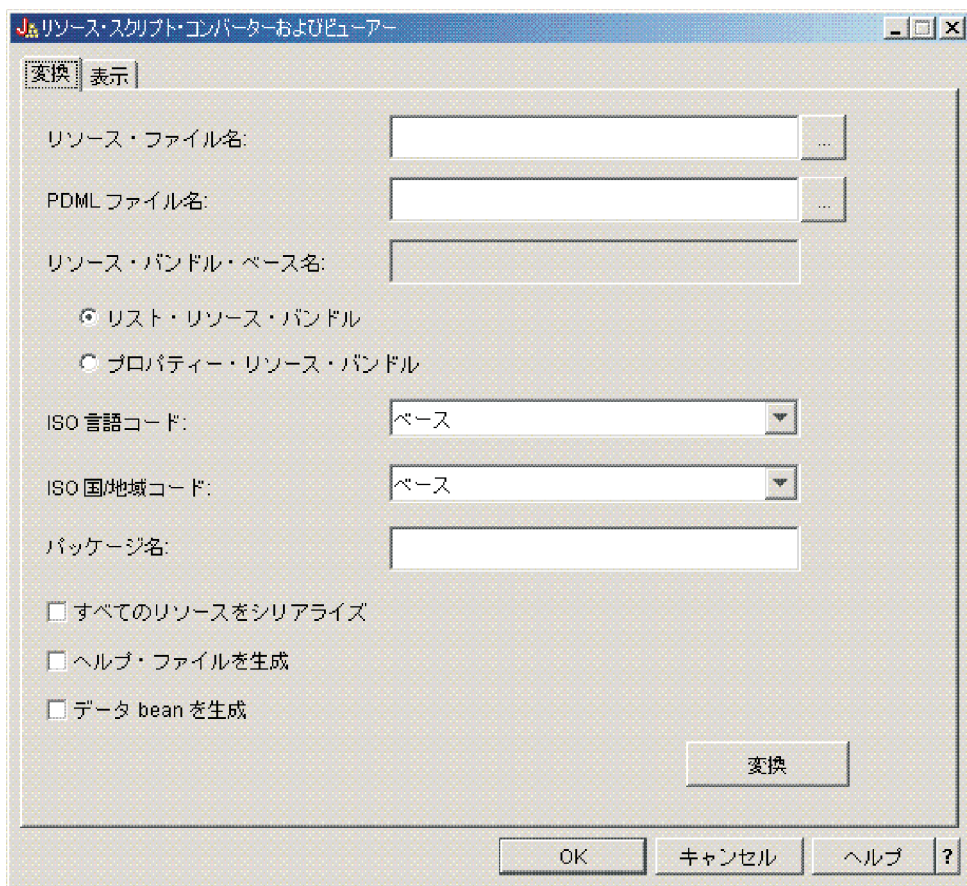 リソース・スクリプト・コンバーターおよびビューアー
変換 表示
リソース・ファイル名: ...
PDML ファイル名: ...
リソース・バンドル・ベース名:
リスト・リソース・バンドル
プロパティー・リソース・バンドル
ISO 言語コード: ベース
ISO 国/地域コード: ベース
パッケージ名:
すべてのリソースをシリアライズ
ヘルプ・ファイルを生成
データ bean を生成
変換
OK キャンセル ヘルプ ?